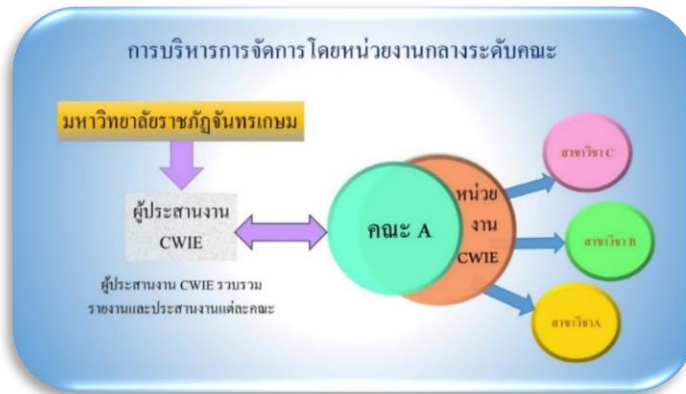 การบริหารการจัดการโดยหน่วยงานกลางระดับคณะ
มหาวิทยาลัยราชภัฏจันทรเกษม
ผู้ประสานงาน
CWIE
ผู้ประสานงาน CWIE รวบรวม
รายงานและประสานงานแต่ละคณะ
คณะ A
หน่วย
งาน
CWIE
สาขาวิชา C
สาขาวิชา B
สาขาวิชาA